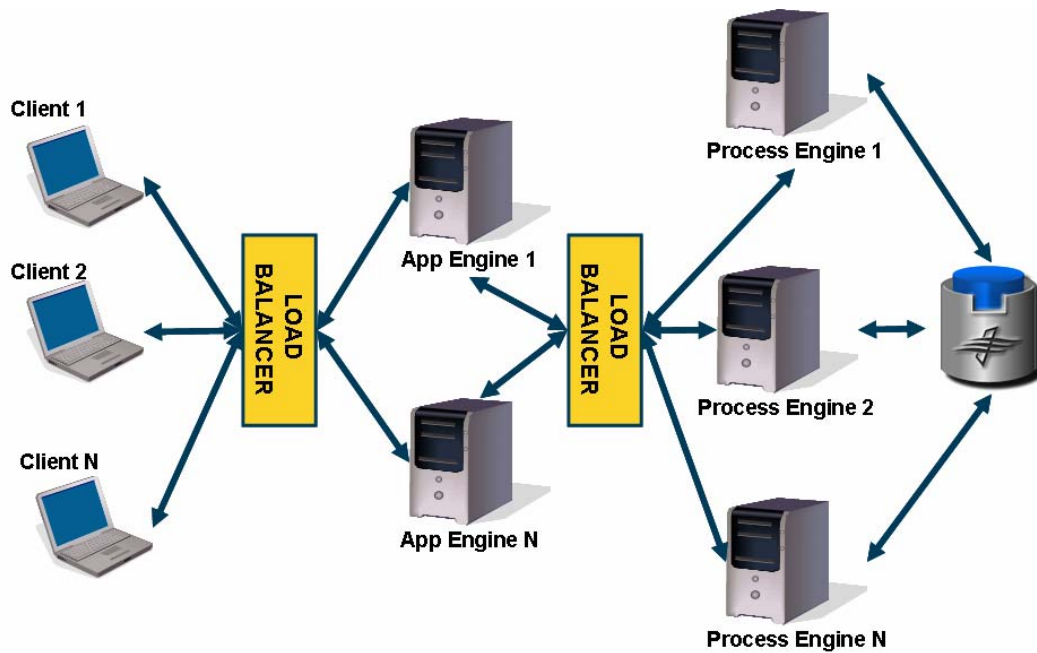 Client 1
Client 2
Client N
LOAD
BALANCER
App Engine 1
App Engine N
LOAD
BALANCER
Process Engine 1
Process Engine 2
Process Engine N